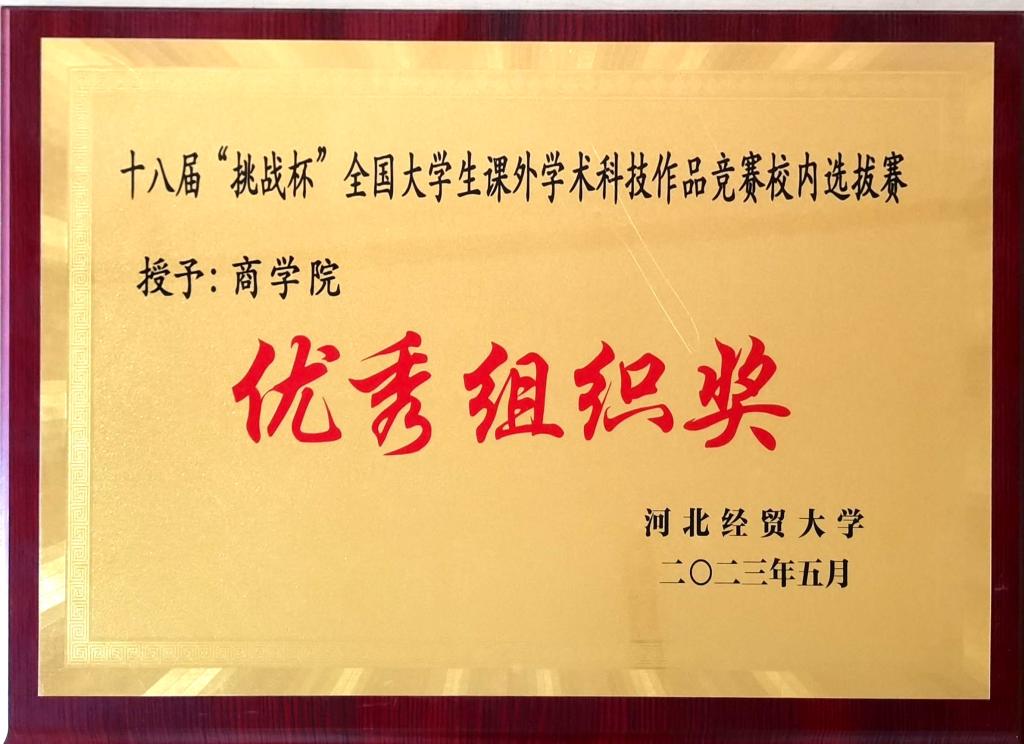 十八届“挑战杯”全国大学生课外学术科技作品竞赛校内选拔赛
授予：商学院
优秀组织奖
河北经贸大学
二〇二三年五月